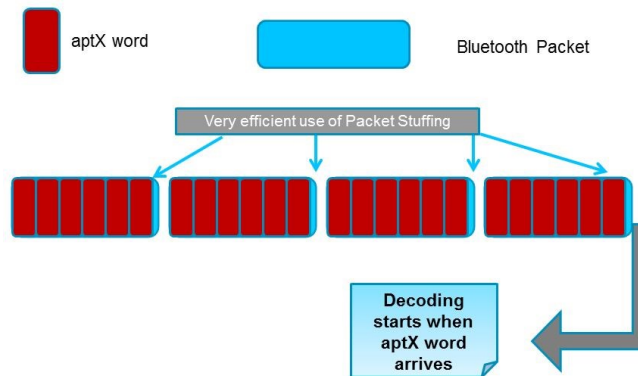 aptX word
Bluetooth Packet
Very efficient use of Packet Stuffing
Decoding
starts when
aptX word
arrives